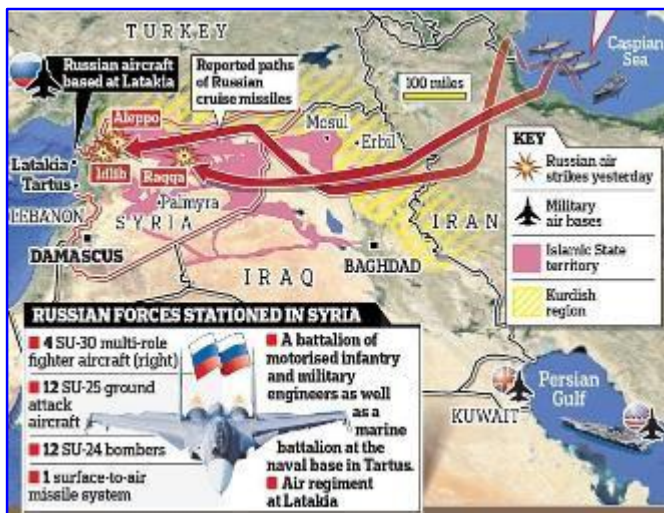 TURKEY
Caspian
Sea
Russian aircraft
based at Latakia
Reported paths
of Russian
cruise missiles
100 miles
Aleppo
Mosul
Erbil
Latakia
Tartus
Idlib
Raqqa
Palmyra
LEBANON
SYRIA
DAMASCUS
IRAN
IRAQ
BAGHDAD
KEY
Russian air
strikes yesterday
Military
air bases
Islamic State
territory
Kurdish
region
RUSSIAN FORCES STATIONED IN SYRIA
4 SU-30 multi-role
fighter aircraft (right)
12 SU-25 ground
attack
aircraft
12 SU-24 bombers
1 surface-to-air
missile system
A battalion of
motorised infantry
and military
engineers as well
as a
marine
battalion at the
naval base in Tartus.
Air regiment
at Latakia
KUWAIT
Persian
Gulf